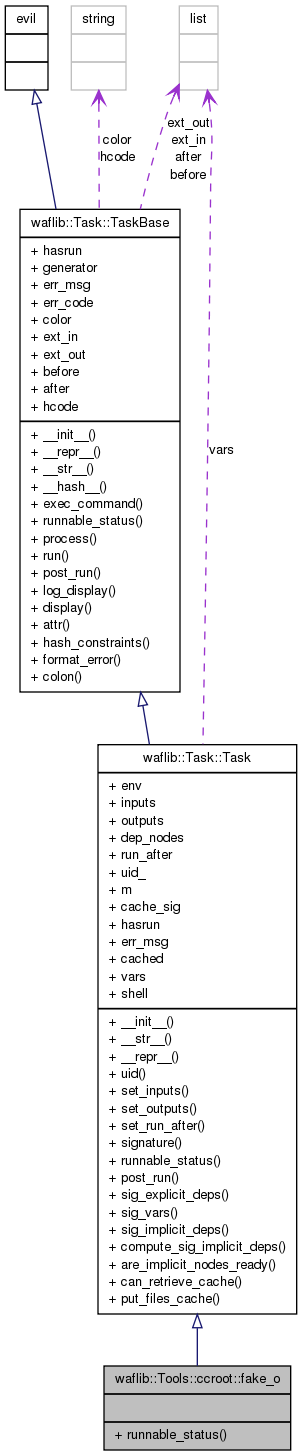 evil
string
list
color
hcode
ext_out
ext_in
after
before
waflib::Task::TaskBase
+ hasrun
+ generator
+ err_msg
+ err_code
+ color
+ ext_in
+ ext_out
+ before
+ after
+ hcode
+ __init__()
+ __repr__()
+ __str__()
+ __hash__()
+ exec_command()
+ runnable_status()
+ process()
+ run()
+ post_run()
+ log_display()
+ display()
+ attr()
+ hash_constraints()
+ format_error()
+ colon()
vars
waflib::Task::Task
+ env
+ inputs
+ outputs
+ dep_nodes
+ run_after
+ uid_
+ m
+ cache_sig
+ hasrun
+ err_msg
+ cached
+ vars
+ shell
+ __init__()
+ __str__()
+ __repr__()
+ uid()
+ set_inputs()
+ set_outputs()
+ set_run_after()
+ signature()
+ runnable_status()
+ post_run()
+ sig_explicit_deps()
+ sig_vars()
+ sig_implicit_deps()
+ compute_sig_implicit_deps()
+ are_implicit_nodes_ready()
+ can_retrieve_cache()
+ put_files_cache()
waflib::Tools::ccroot::fake_o
+ runnable_status()